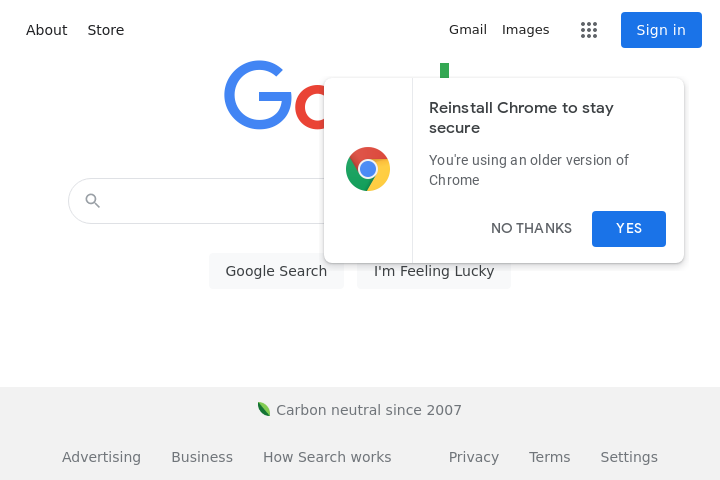 About Store Gmail Images Sign in
Go
Reinstall Chrome to stay
secure
You're using an older version of
Chrome
NO THANKS YES
Google Search I'm Feeling Lucky
Carbon neutral since 2007
Advertising Business How Search works Privacy Terms Settings